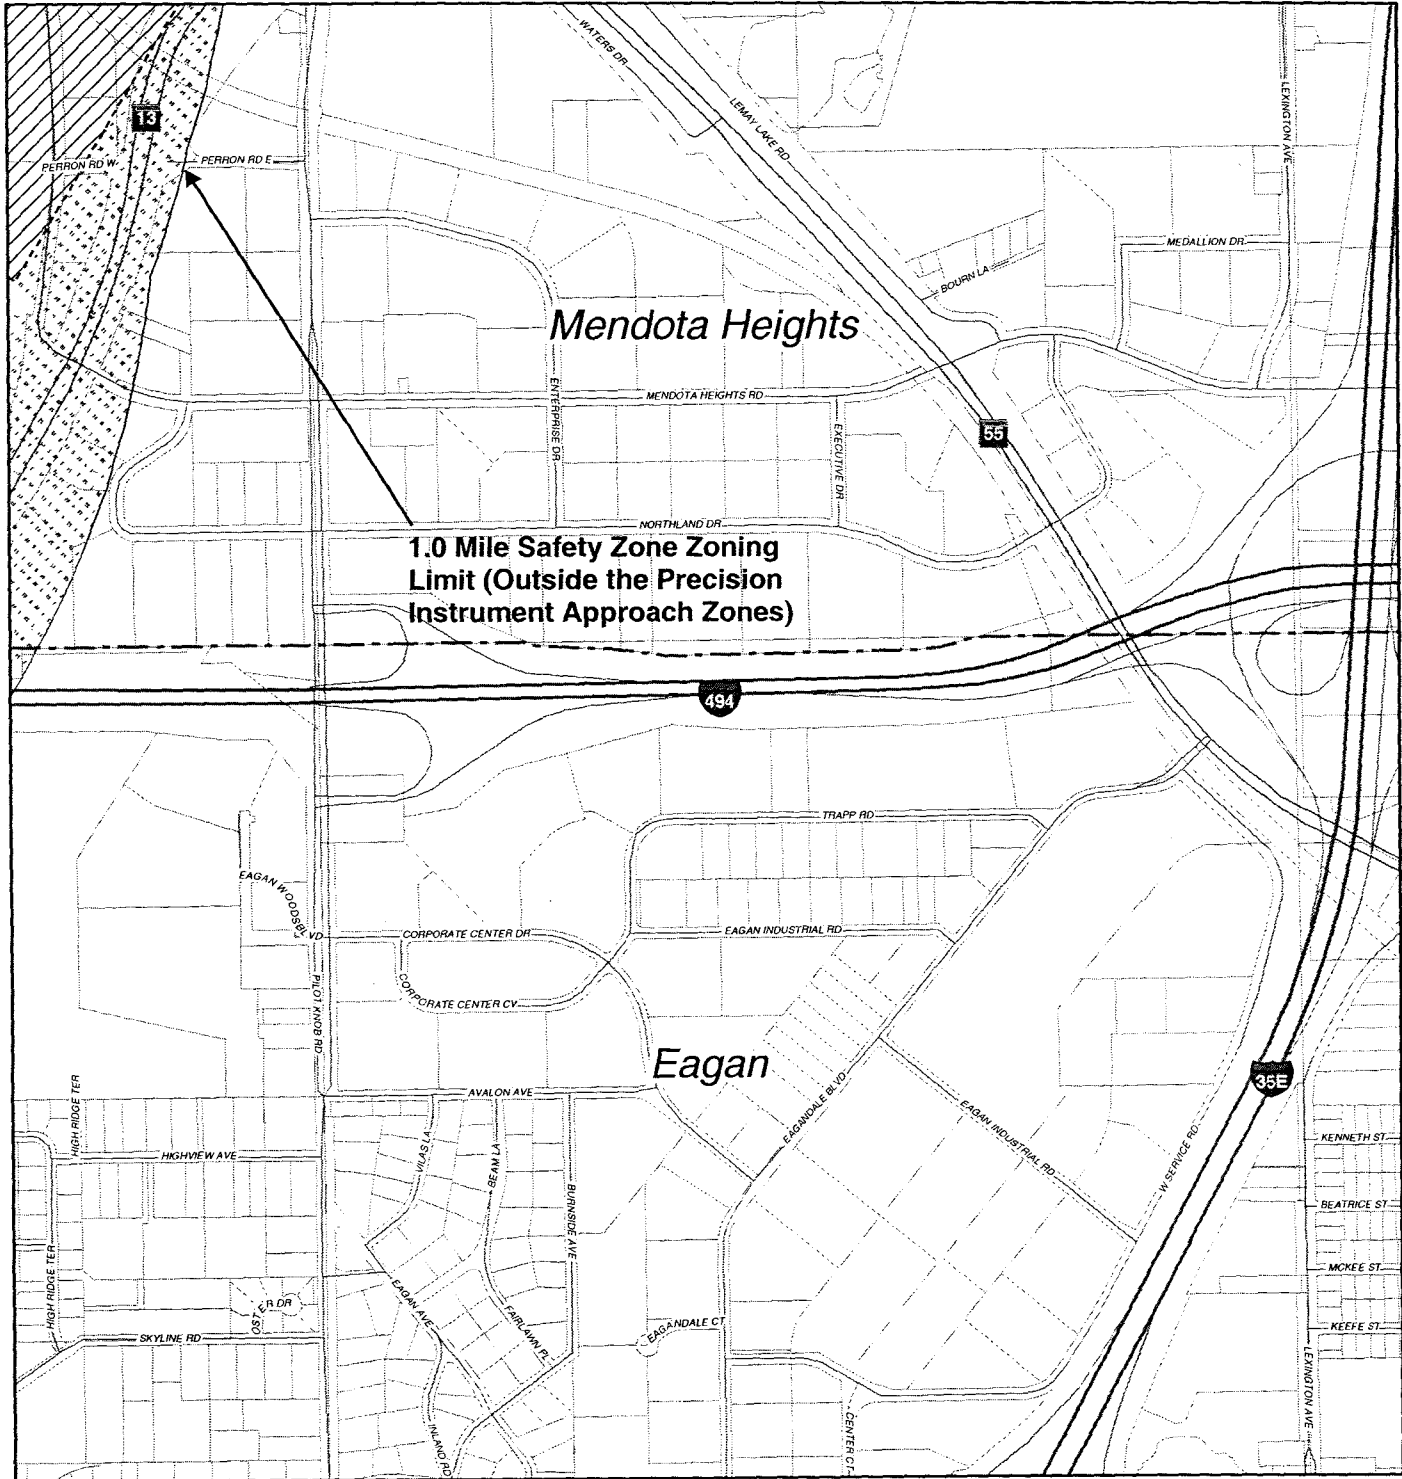 WATERS DR
LEMAY LAKE RD
LEXINGTON AVE
13
PERRON RD W
PERRON RD E
MEDALLION DR
BOURN LA
Mendota Heights
ENTERPRISE DR
MENDOTA HEIGHTS RD
EXECUTIVE DR
55
NORTHLAND DR
1.0 Mile Safety Zone Zoning
Limit (Outside the Precision
Instrument Approach Zones)
494
TRAPP RD
EAGAN WOODS BLVD
CORPORATE CENTER DR
EAGAN INDUSTRIAL RD
CORPORATE CENTER CV
PILOT KNOB RD
Eagan
35E
HIGH RIDGE TER
AVALON AVE
EAGANDALE BLVD
EAGAN INDUSTRIAL RD
W SERVICE RD
KENNETH ST
HIGHVIEW AVE
VILAS LA
BEAM LA
BURNSIDE AVE
BEATRICE ST
HIGH RIDGE TER
MCKEE ST
OSTER DR
EAGAN AVE
FAIRLAWN PL
EAGANDALE CT
KEEFE ST
SKYLINE RD
LEXINGTON AVE
INLAND RD
CENTER CT